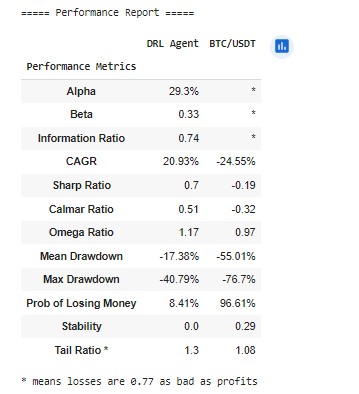 ===== Performance Report =====
DRL Agent BTC/USDT
Performance Metrics
Alpha 29.3% *
Beta 0.33 *
Information Ratio 0.74 *
CAGR 20.93% -24.55%
Sharp Ratio 0.7 -0.19
Calmar Ratio 0.51 -0.32
Omega Ratio 1.17 0.97
Mean Drawdown -17.38% -55.01%
Max Drawdown -40.79% -76.7%
Prob of Losing Money 8.41% 96.61%
Stability 0.0 0.29
Tail Ratio * 1.3 1.08
* means losses are 0.77 as bad as profits